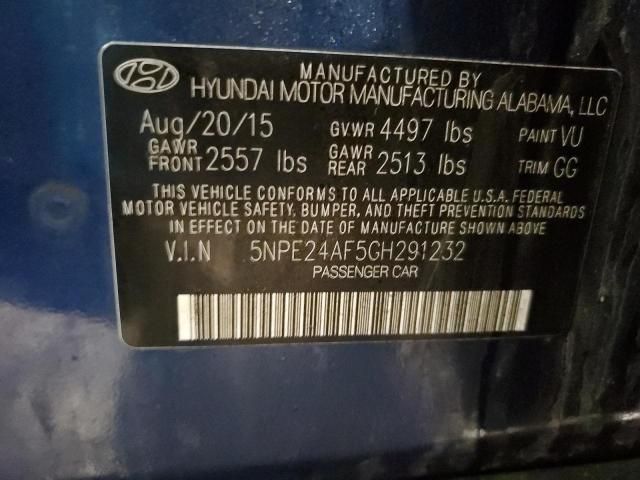 MANUFACTURED BY
HYUNDAI MOTOR MANUFACTURING ALABAMA, LLC
Aug/20/15 GVWR 4497 lbs PAINT VU
GAWR FRONT 2557 lbs GAWR REAR 2513 lbs TRIM GG
THIS VEHICLE CONFORMS TO ALL APPLICABLE U.S.A. FEDERAL
MOTOR VEHICLE SAFETY, BUMPER, AND THEFT PREVENTION
STANDARDS IN EFFECT ON THE DATE OF MANUFACTURE SHOWN ABOVE
V.I.N 5NPE24AF5GH291232
PASSENGER CAR